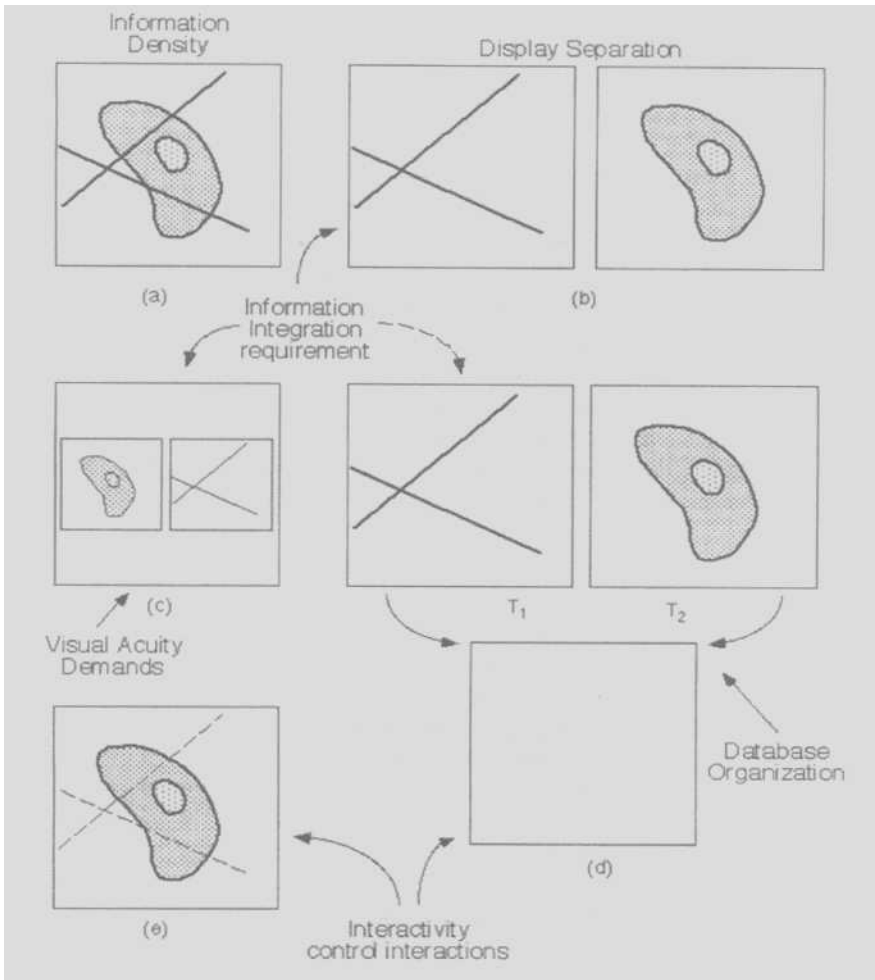 Information
Density
Display Separation
(a)
(b)
Information
Integration
requirement
(c)
T1
T2
Visual Acuity
Demands
Database
Organization
(d)
(e)
Interactivity
control interactions